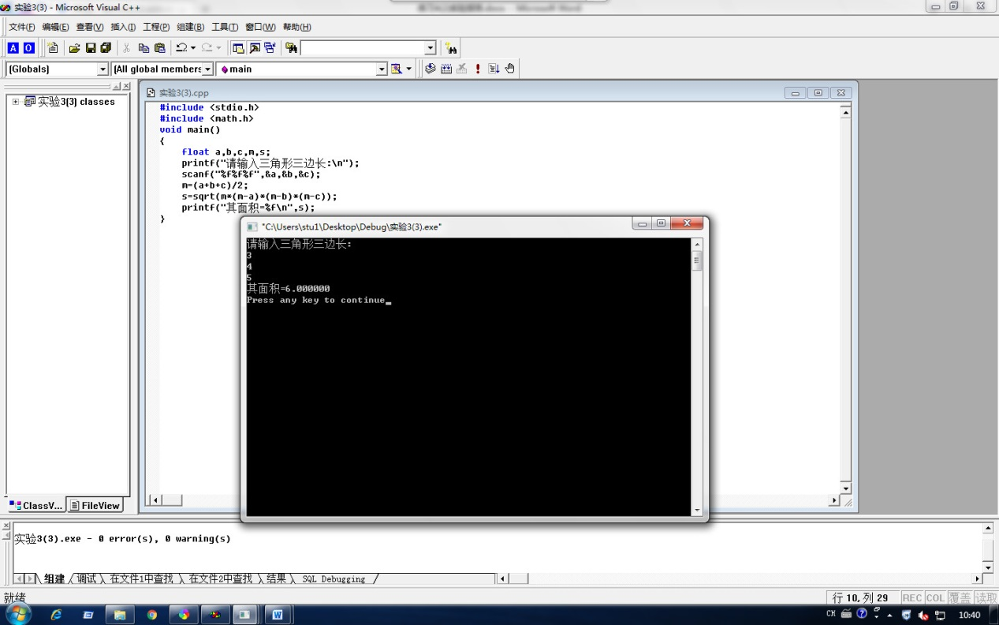 实验3(3) - Microsoft Visual C++
文件(F) 编辑(E) 查看(V) 插入(I) 工程(P) 组建(B) 工具(T) 窗口(W) 帮助(H)
A O
(Globals) (All global members main
实验3(3) classes
实验3(3).cpp
#include <stdio.h>
#include <math.h>
void main()
{
float a,b,c,m,s;
printf("请输入三角形三边长:\n");
scanf("%f%f%f",&a,&b,&c);
m=(a+b+c)/2;
s=sqrt(m*(m-a)*(m-b)*(m-c));
printf("其面积=%f\n",s);
}
"C:\Users\stu1\Desktop\Debug\实验3(3).exe"
请输入三角形三边长:
3
4
5
其面积=6.000000
Press any key to continue
ClassV... FileView
实验3(3).exe - 0 error(s), 0 warning(s)
组建 调试 在文件1中查找 在文件2中查找 结果 SQL Debugging
就绪
行 10, 列 29 REC COL 覆盖 读取
CH 10:40